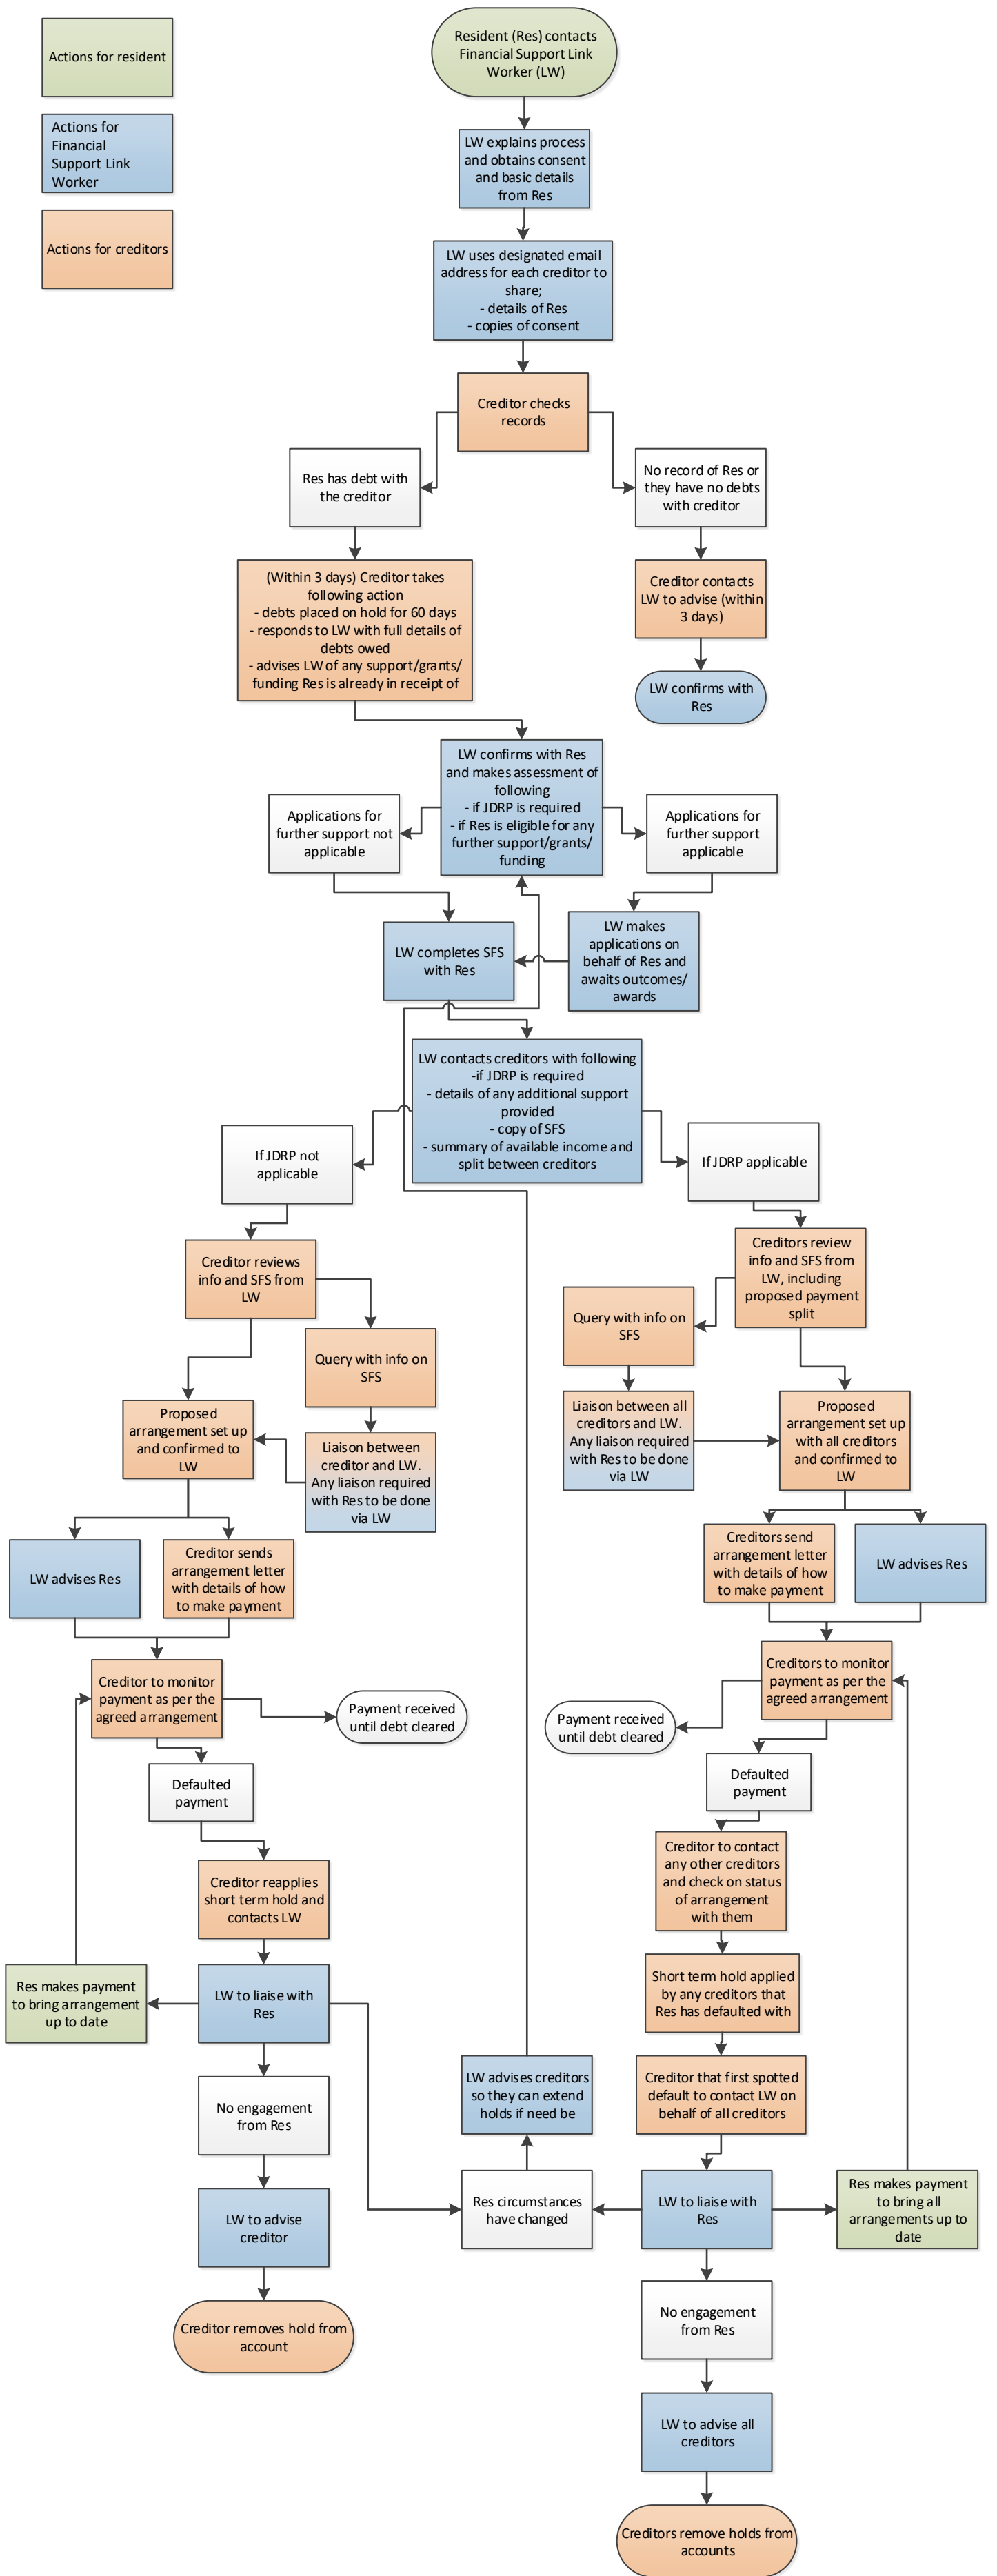 Actions for resident
Actions for
Financial
Support Link
Worker
Actions for creditors
Resident (Res) contacts
Financial Support Link
Worker (LW)
LW explains process
and obtains consent
and basic details
from Res
LW uses designated email
address for each creditor to
share;
- details of Res
- copies of consent
Creditor checks
records
Res has debt with
the creditor
No record of Res or
they have no debts
with creditor
(Within 3 days) Creditor takes
following action
- debts placed on hold for 60 days
- responds to LW with full details of
debts owed
- advises LW of any support/grants/
funding Res is already in receipt of
Creditor contacts
LW to advise (within
3 days)
LW confirms with
Res
LW confirms with Res
and makes assessment of
following
- if JDRP is required
- if Res is eligible for any
further support/grants/
funding
Applications for
further support not
applicable
Applications for
further support
applicable
LW completes SFS
with Res
LW makes
applications on
behalf of Res and
awaits outcomes/
awards
LW contacts creditors with following
-if JDRP is required
- details of any additional support
provided
- copy of SFS
- summary of available income and
split between creditors
If JDRP not
applicable
If JDRP applicable
Creditor reviews
info and SFS from
LW
Creditors review
info and SFS from
LW, including
proposed payment
split
Query with info on
SFS
Query with info on
SFS
Proposed
arrangement set up
and confirmed to
LW
Liaison between
creditor and LW.
Any liaison required
with Res to be done
via LW
Liaison between all
creditors and LW.
Any liaison required
with Res to be done
via LW
Proposed
arrangement set up
with all creditors
and confirmed to
LW
LW advises Res
Creditor sends
arrangement letter
with details of how
to make payment
Creditors send
arrangement letter
with details of how
to make payment
LW advises Res
Creditor to monitor
payment as per the
agreed arrangement
Payment received
until debt cleared
Creditors to monitor
payment as per the
agreed arrangement
Payment received
until debt cleared
Defaulted
payment
Defaulted
payment
Creditor reapplies
short term hold and
contacts LW
Creditor to contact
any other creditors
and check on status
of arrangement
with them
Res makes payment
to bring arrangement
up to date
LW to liaise with
Res
Short term hold applied
by any creditors that
Res has defaulted with
No engagement
from Res
LW advises creditors
so they can extend
holds if need be
Creditor that first spotted
default to contact LW on
behalf of all creditors
LW to advise
creditor
Res circumstances
have changed
LW to liaise with
Res
Res makes payment
to bring all
arrangements up to
date
Creditor removes hold from
account
No engagement
from Res
LW to advise all
creditors
Creditors remove holds from
accounts